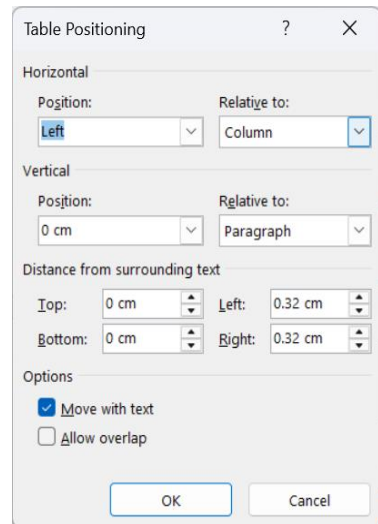 Table Positioning ?
Horizontal
Position: Relative to:
Left Column
Vertical
Position: Relative to:
0 cm Paragraph
Distance from surrounding text
Top: 0 cm Left: 0.32 cm
Bottom: 0 cm Right: 0.32 cm
Options
Move with text
Allow overlap
OK Cancel